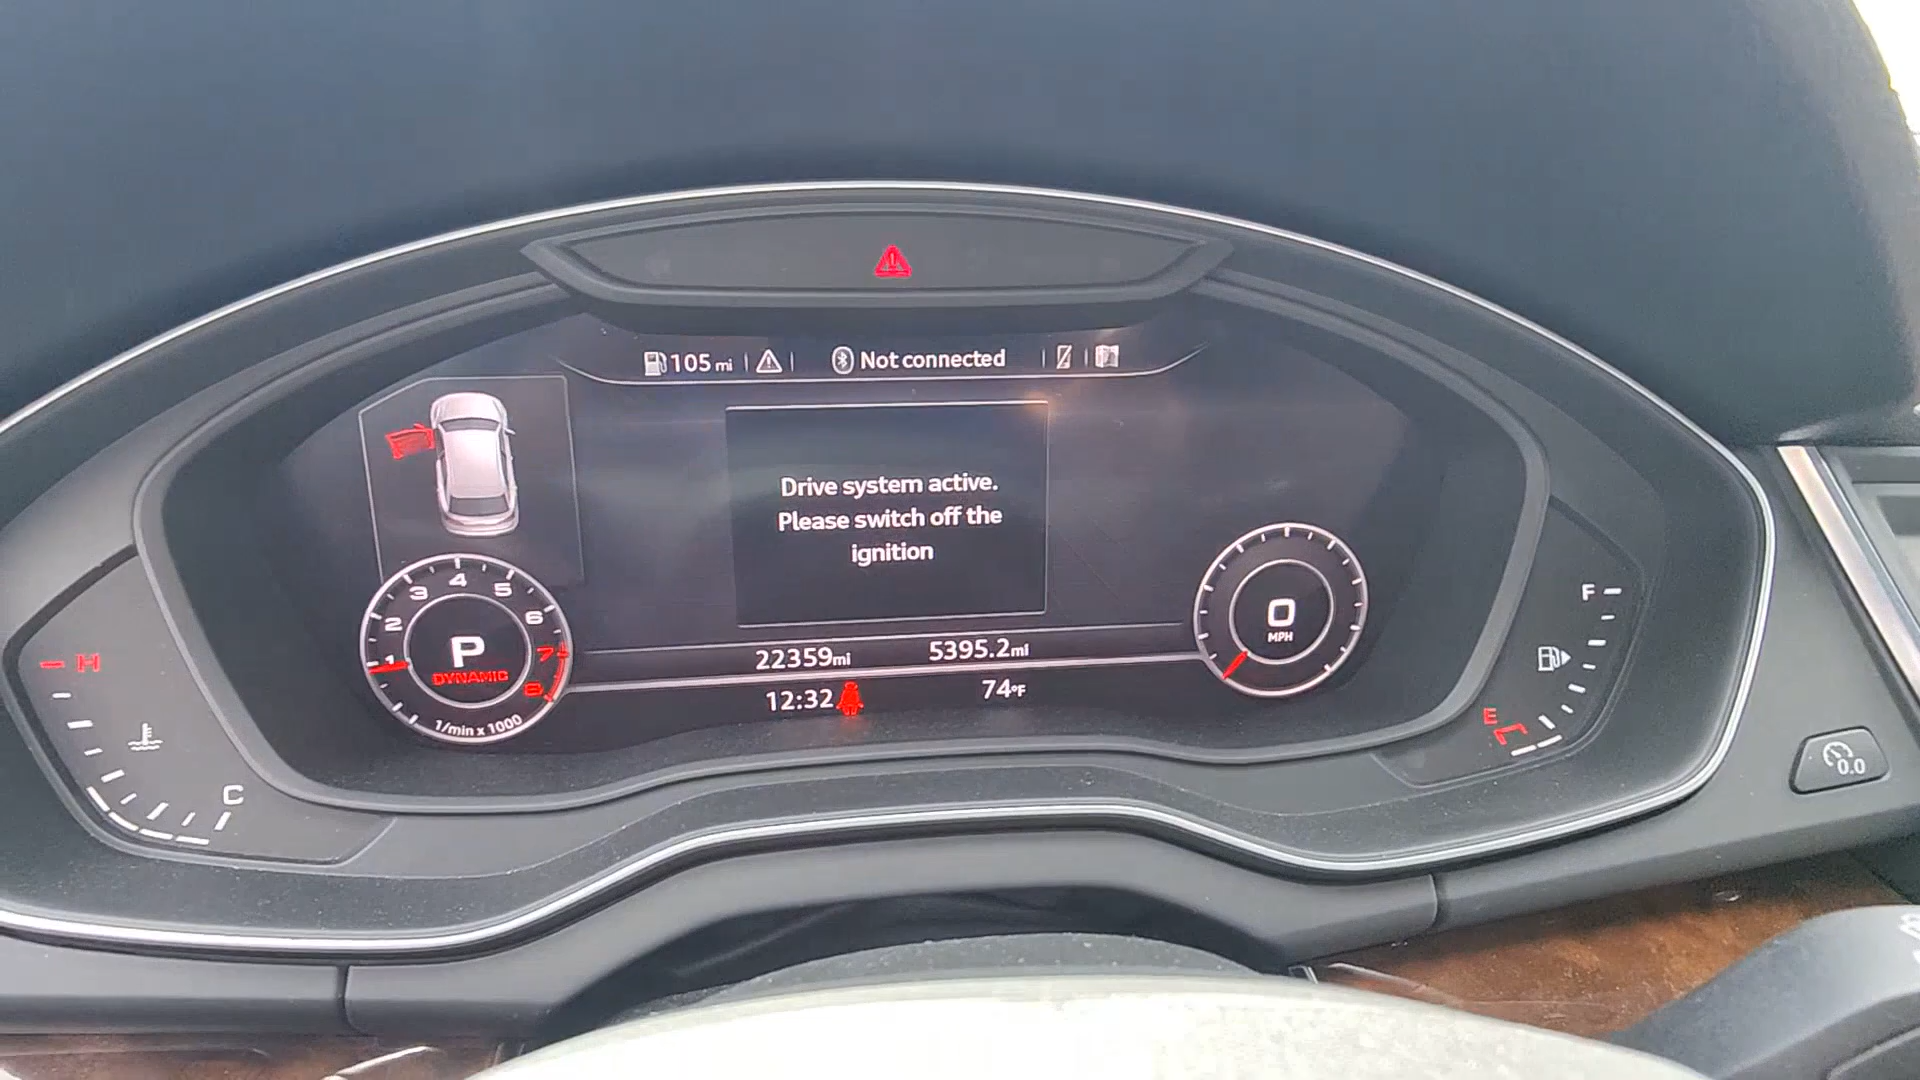 105 mi
Not connected
Drive system active.
Please switch off the
ignition
1 2 3 4 5 6 7 8
P
DYNAMIC
1/min x 1000
0
MPH
22359mi 5395.2mi
12:32 74°F
H
C
F
E
0.0